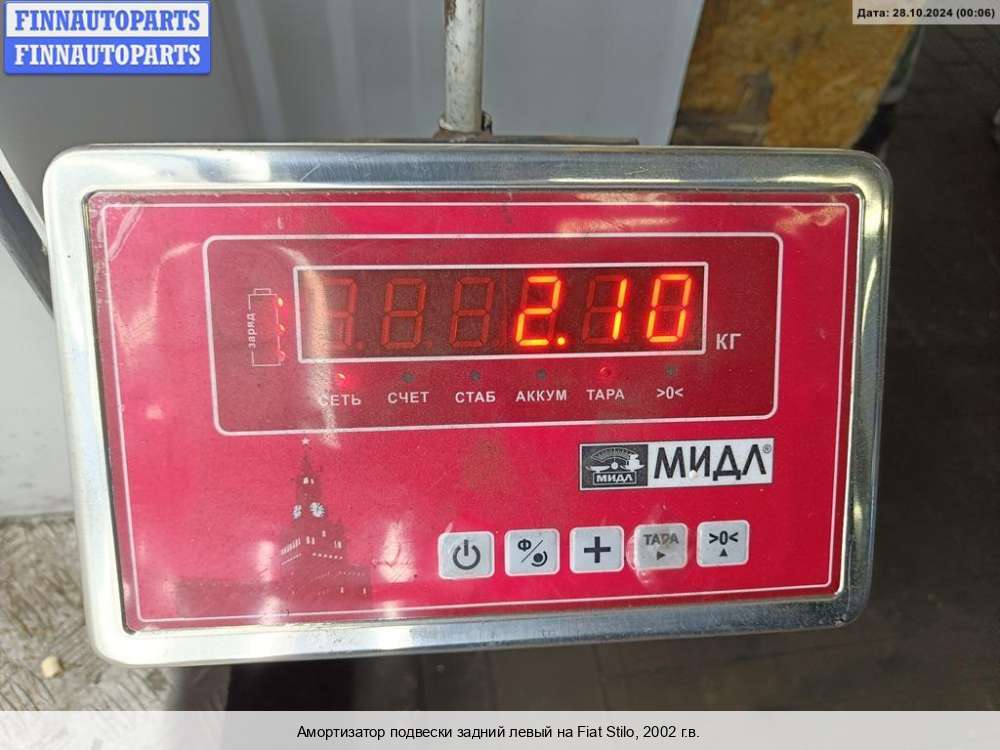 FINNAUTOPARTS
FINNAUTOPARTS
Дата: 28.10.2024 (00:06)
заряд
2.10
КГ
СЕТЬ СЧЕТ СТАБ АККУМ ТАРА >0<
МИДЛ МИДЛ®
Ф/ + ТАРА >0<
Амортизатор подвески задний левый на Fiat Stilo, 2002 г.в.